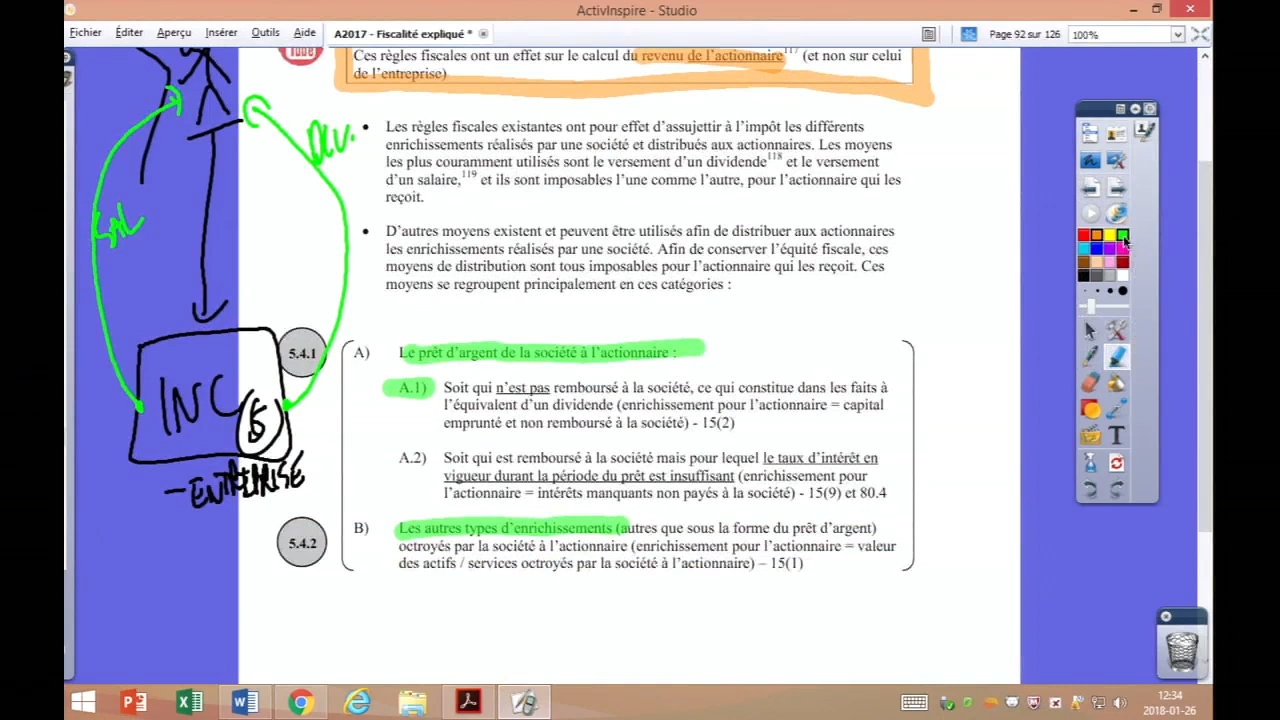 ActivInspire - Studio
Fichier Éditer Aperçu Insérer Outils Aide
A2017 - Fiscalité expliqué *
Page 92 sur 126
100%
Tube
Ces règles fiscales ont un effet sur le calcul du revenu de l'actionnaire117 (et non sur celui
de l'entreprise)
• Les règles fiscales existantes ont pour effet d'assujettir à l'impôt les différents
enrichissements réalisés par une société et distribués aux actionnaires. Les moyens
les plus couramment utilisés sont le versement d'un dividende118 et le versement
d'un salaire,119 et ils sont imposables l'une comme l'autre, pour l'actionnaire qui les
reçoit.
• D'autres moyens existent et peuvent être utilisés afin de distribuer aux actionnaires
les enrichissements réalisés par une société. Afin de conserver l'équité fiscale, ces
moyens de distribution sont tous imposables pour l'actionnaire qui les reçoit. Ces
moyens se regroupent principalement en ces catégories :
5.4.1
A) Le prêt d'argent de la société à l'actionnaire :
A.1) Soit qui n'est pas remboursé à la société, ce qui constitue dans les faits à
l'équivalent d'un dividende (enrichissement pour l'actionnaire = capital
emprunté et non remboursé à la société) - 15(2)
A.2) Soit qui est remboursé à la société mais pour lequel le taux d'intérêt en
vigueur durant la période du prêt est insuffisant (enrichissement pour
l'actionnaire = intérêts manquants non payés à la société) - 15(9) et 80.4
5.4.2
B) Les autres types d'enrichissements (autres que sous la forme du prêt d'argent)
octroyés par la société à l'actionnaire (enrichissement pour l'actionnaire = valeur
des actifs / services octroyés par la société à l'actionnaire) – 15(1)
DIV.
SAL
INC
- ENTREPRISE
12:34
2018-01-26